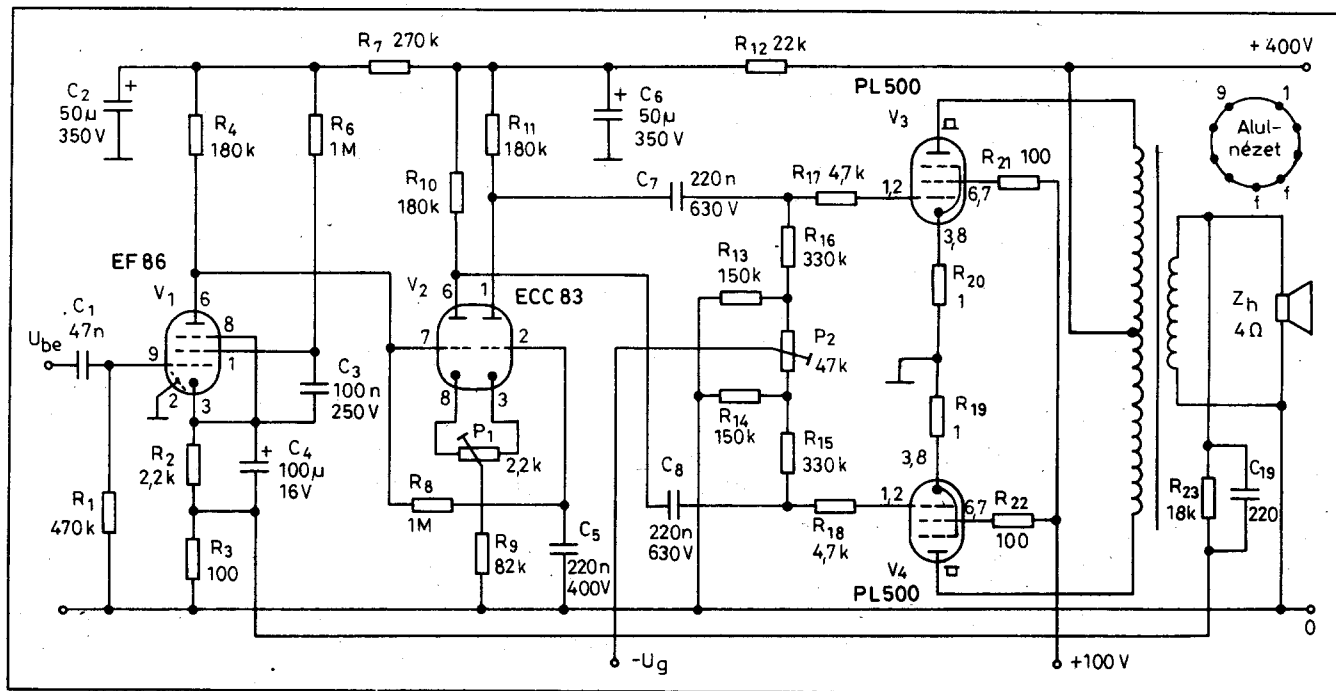 R7 270k
R12 22k
+400V
PL500
V3
9
1
Alul-
nézet
f
f
C2
50µ
350V
+
R4
180k
R6
1M
R11
180k
+
C6
50µ
350V
R10
180k
C7
220n
630V
R17 4,7k
1,2
R21 100
6,7
3,8
R16
330k
R13
150k
R20
1
Zh
4Ω
EF86
V1
6
8
1
9
2
3
C1
47n
Ube
V2
6
1
ECC83
7
2
8
3
P2
47k
C3
100n
250V
R14
150k
R19
1
P1
2,2k
R2
2,2k
+
C4
100µ
16V
R15
330k
3,8
R1
470k
R8
1M
C8
220n
630V
1,2
6,7
R22
100
R18
4,7k
C19
220
R23
18k
R3
100
R9
82k
C5
220n
400V
V4
PL500
0
-Ug
+100V